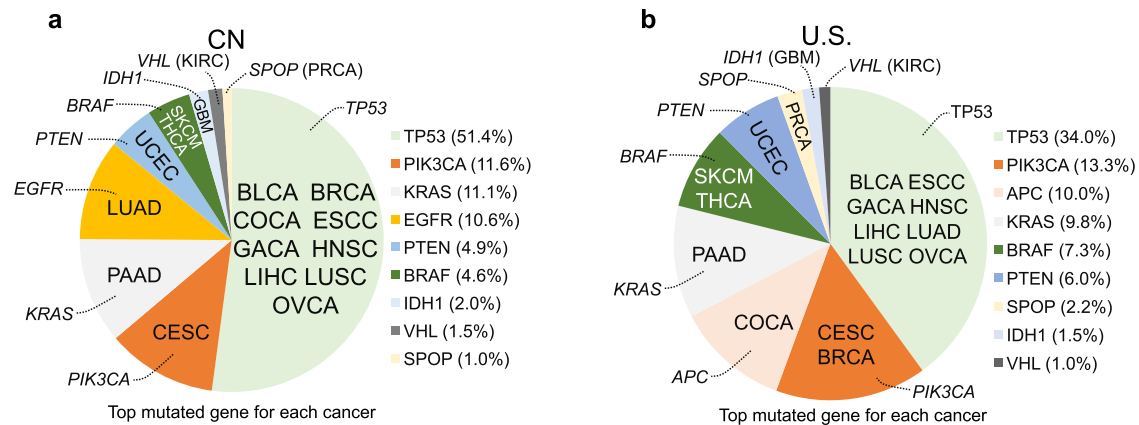 a
CN
VHL (KIRC)
SPOP (PRCA)
IDH1
BRAF
TP53
PTEN
EGFR
KRAS
PIK3CA
GBM
SKCM
THCA
UCEC
LUAD
PAAD
CESC
BLCA BRCA
COCA ESCC
GACA HNSC
LIHC LUSC
OVCA
TP53 (51.4%)
PIK3CA (11.6%)
KRAS (11.1%)
EGFR (10.6%)
PTEN (4.9%)
BRAF (4.6%)
IDH1 (2.0%)
VHL (1.5%)
SPOP (1.0%)
Top mutated gene for each cancer
b
U.S.
IDH1 (GBM)
VHL (KIRC)
SPOP
PTEN
TP53
BRAF
KRAS
APC
PIK3CA
PRCA
UCEC
SKCM
THCA
PAAD
COCA
CESC
BRCA
BLCA ESCC
GACA HNSC
LIHC LUAD
LUSC OVCA
TP53 (34.0%)
PIK3CA (13.3%)
APC (10.0%)
KRAS (9.8%)
BRAF (7.3%)
PTEN (6.0%)
SPOP (2.2%)
IDH1 (1.5%)
VHL (1.0%)
Top mutated gene for each cancer